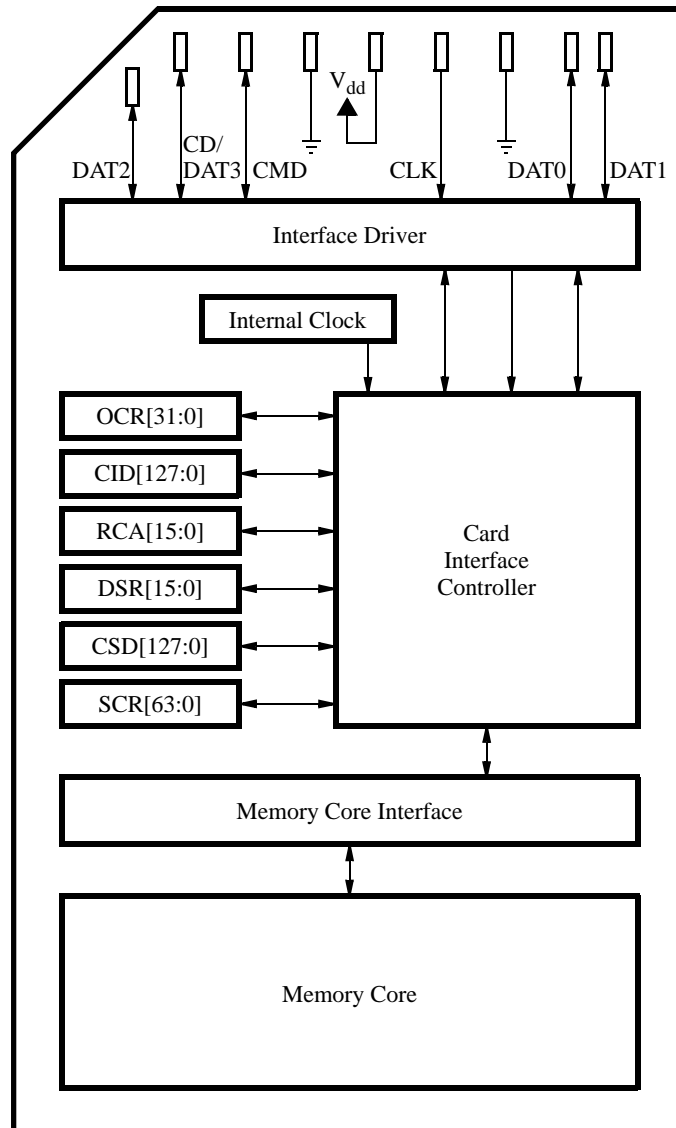 V_dd
CD/
DAT2 DAT3 CMD CLK DAT0 DAT1
Interface Driver
Internal Clock
OCR[31:0]
CID[127:0]
RCA[15:0]
DSR[15:0]
CSD[127:0]
SCR[63:0]
Card
Interface
Controller
Memory Core Interface
Memory Core